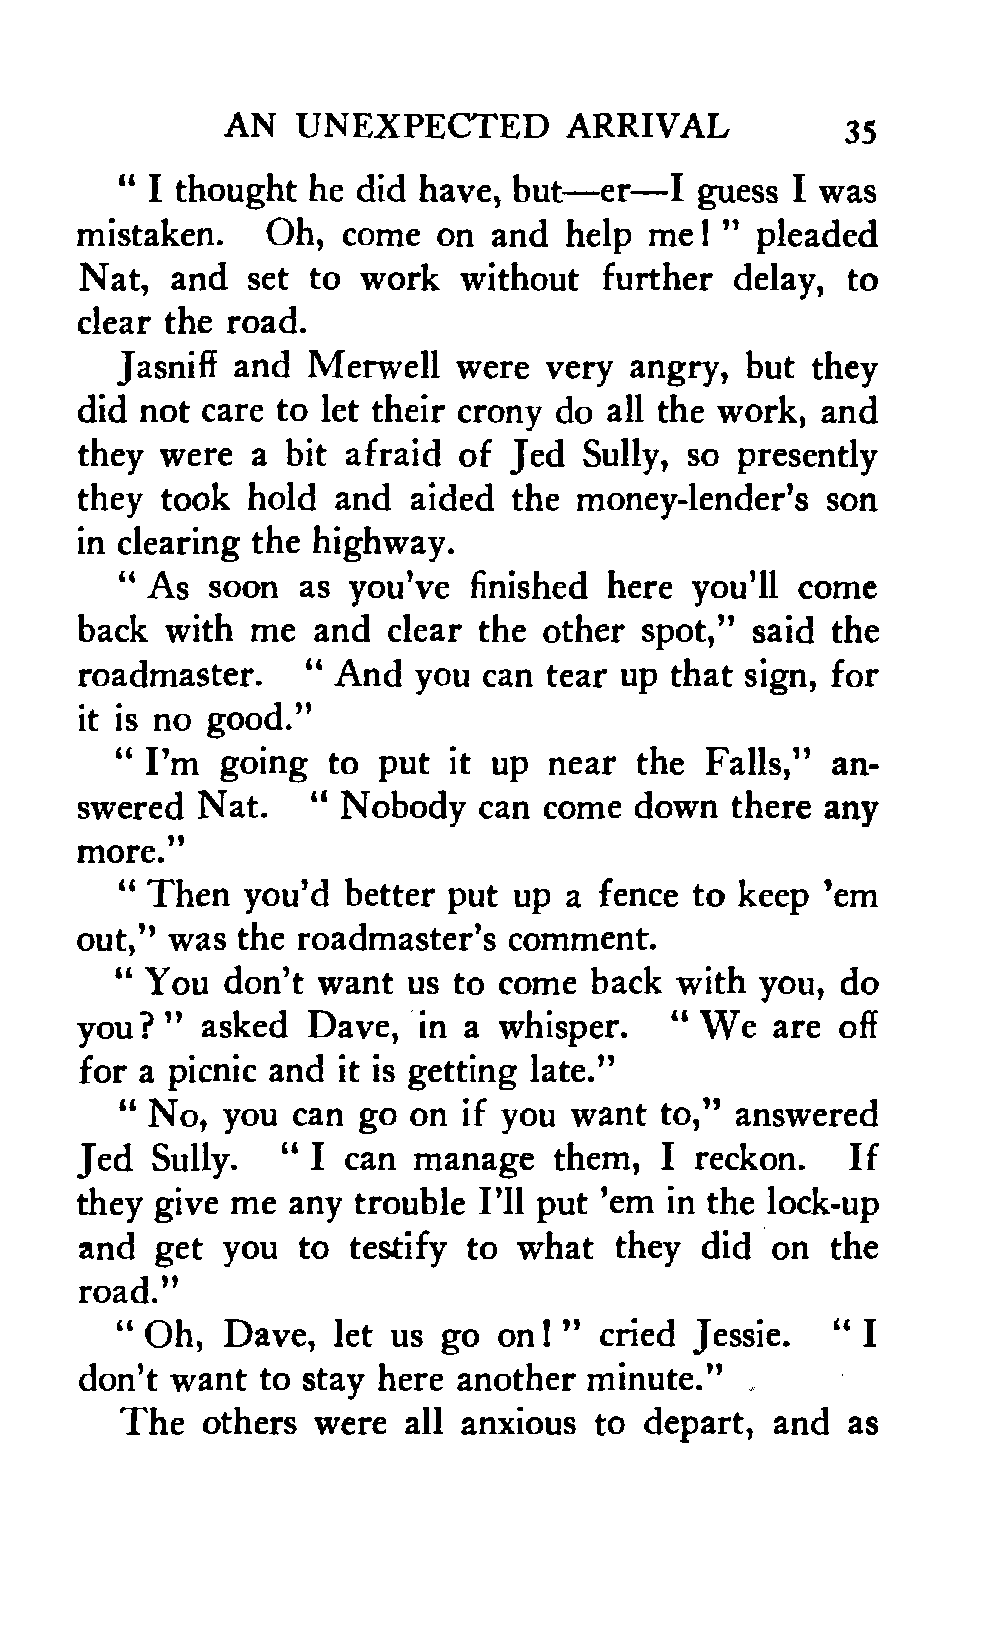 AN UNEXPECTED ARRIVAL 35
" I thought he did have, but—er—I guess I was
mistaken. Oh, come on and help me! " pleaded
Nat, and set to work without further delay, to
clear the road.
Jasniff and Merwell were very angry, but they
did not care to let their crony do all the work, and
they were a bit afraid of Jed Sully, so presently
they took hold and aided the money-lender's son
in clearing the highway.
" As soon as you've finished here you'll come
back with me and clear the other spot," said the
roadmaster. " And you can tear up that sign, for
it is no good."
" I'm going to put it up near the Falls," an-
swered Nat. " Nobody can come down there any
more."
" Then you'd better put up a fence to keep 'em
out," was the roadmaster's comment.
" You don't want us to come back with you, do
you? " asked Dave, in a whisper. " We are off
for a picnic and it is getting late."
" No, you can go on if you want to," answered
Jed Sully. " I can manage them, I reckon. If
they give me any trouble I'll put 'em in the lock-up
and get you to testify to what they did on the
road."
" Oh, Dave, let us go on! " cried Jessie. " I
don't want to stay here another minute."
The others were all anxious to depart, and as